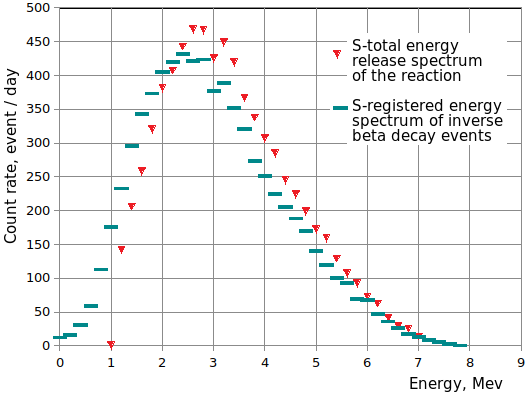 500
450
400
350
300
250
200
150
100
50
0
Count rate, event / day
S-total energy
release spectrum
of the reaction
S-registered energy
spectrum of inverse
beta decay events
0 1 2 3 4 5 6 7 8 9
Energy, Mev